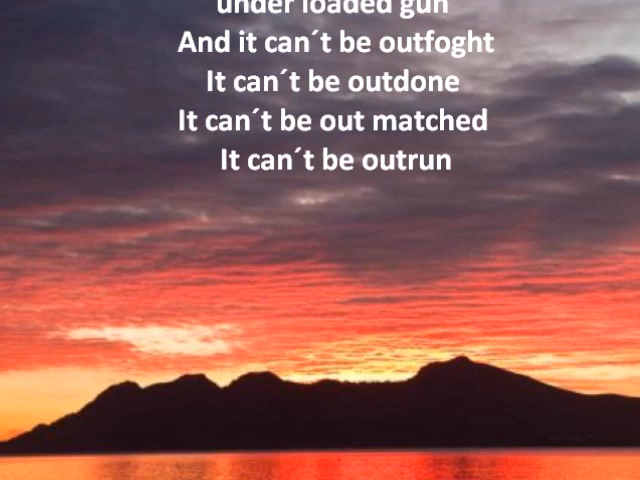 under loaded gun
And it can´t be outfoght
It can´t be outdone
It can´t be out matched
It can´t be outrun